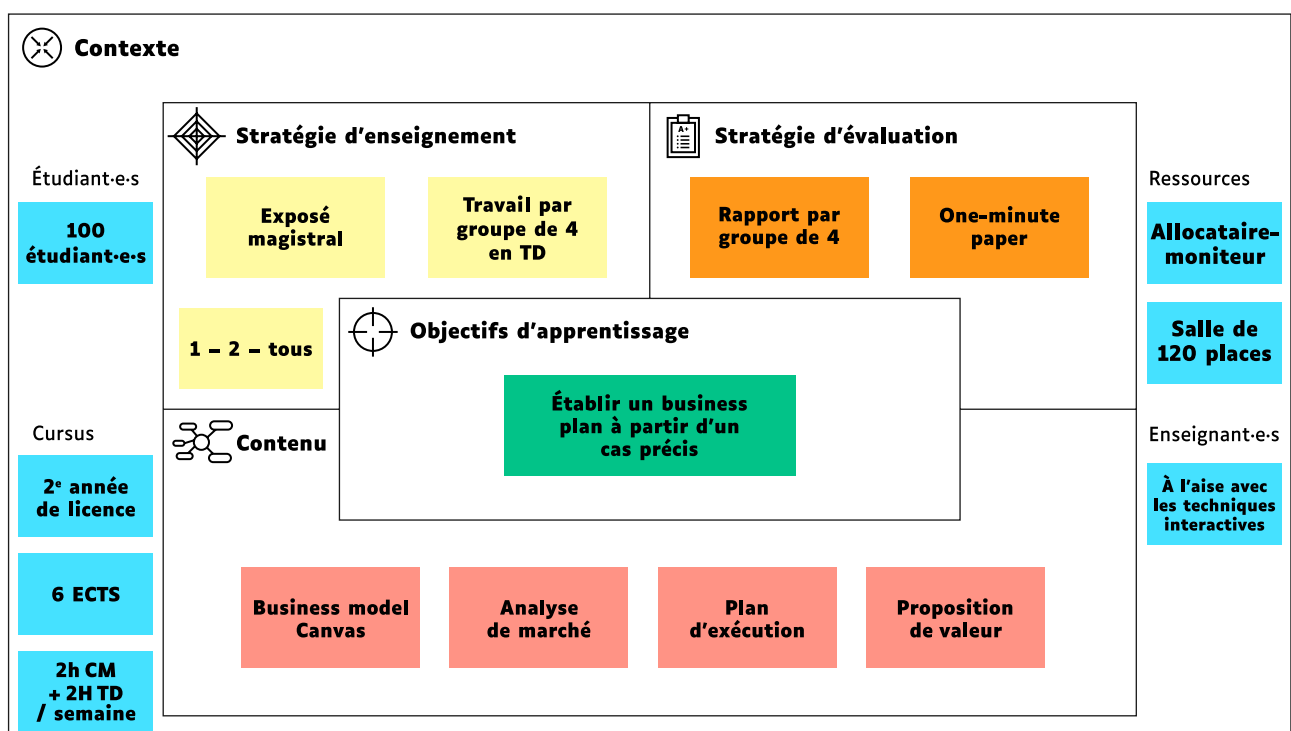 Contexte
Stratégie d'enseignement
Stratégie d'évaluation
Étudiant·e·s
100
étudiant·e·s
Exposé
magistral
Travail par
groupe de 4
en TD
1 – 2 – tous
Rapport par
groupe de 4
A+
One-minute
paper
Ressources
Allocataire-
moniteur
Salle de
120 places
Objectifs d'apprentissage
Établir un business
plan à partir d'un
cas précis
Cursus
2e année
de licence
6 ECTS
2h CM
+ 2H TD
/ semaine
Contenu
Business model
Canvas
Analyse
de marché
Plan
d'exécution
Proposition
de valeur
Enseignant·e·s
À l'aise avec
les techniques
interactives